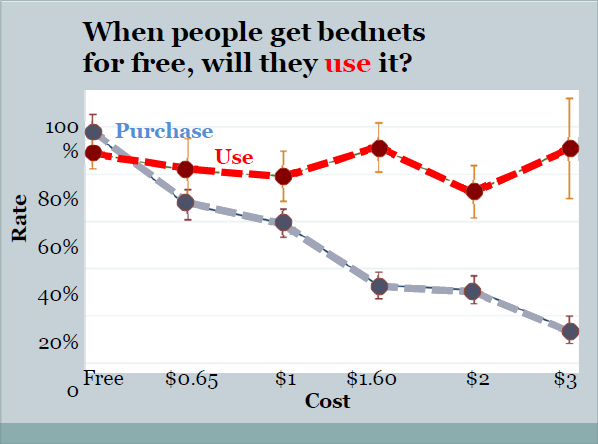 When people get bednets
for free, will they use it?
100
%
Purchase
Use
80%
60%
40%
20%
0
Rate
Free $0.65 $1 $1.60 $2 $3
Cost